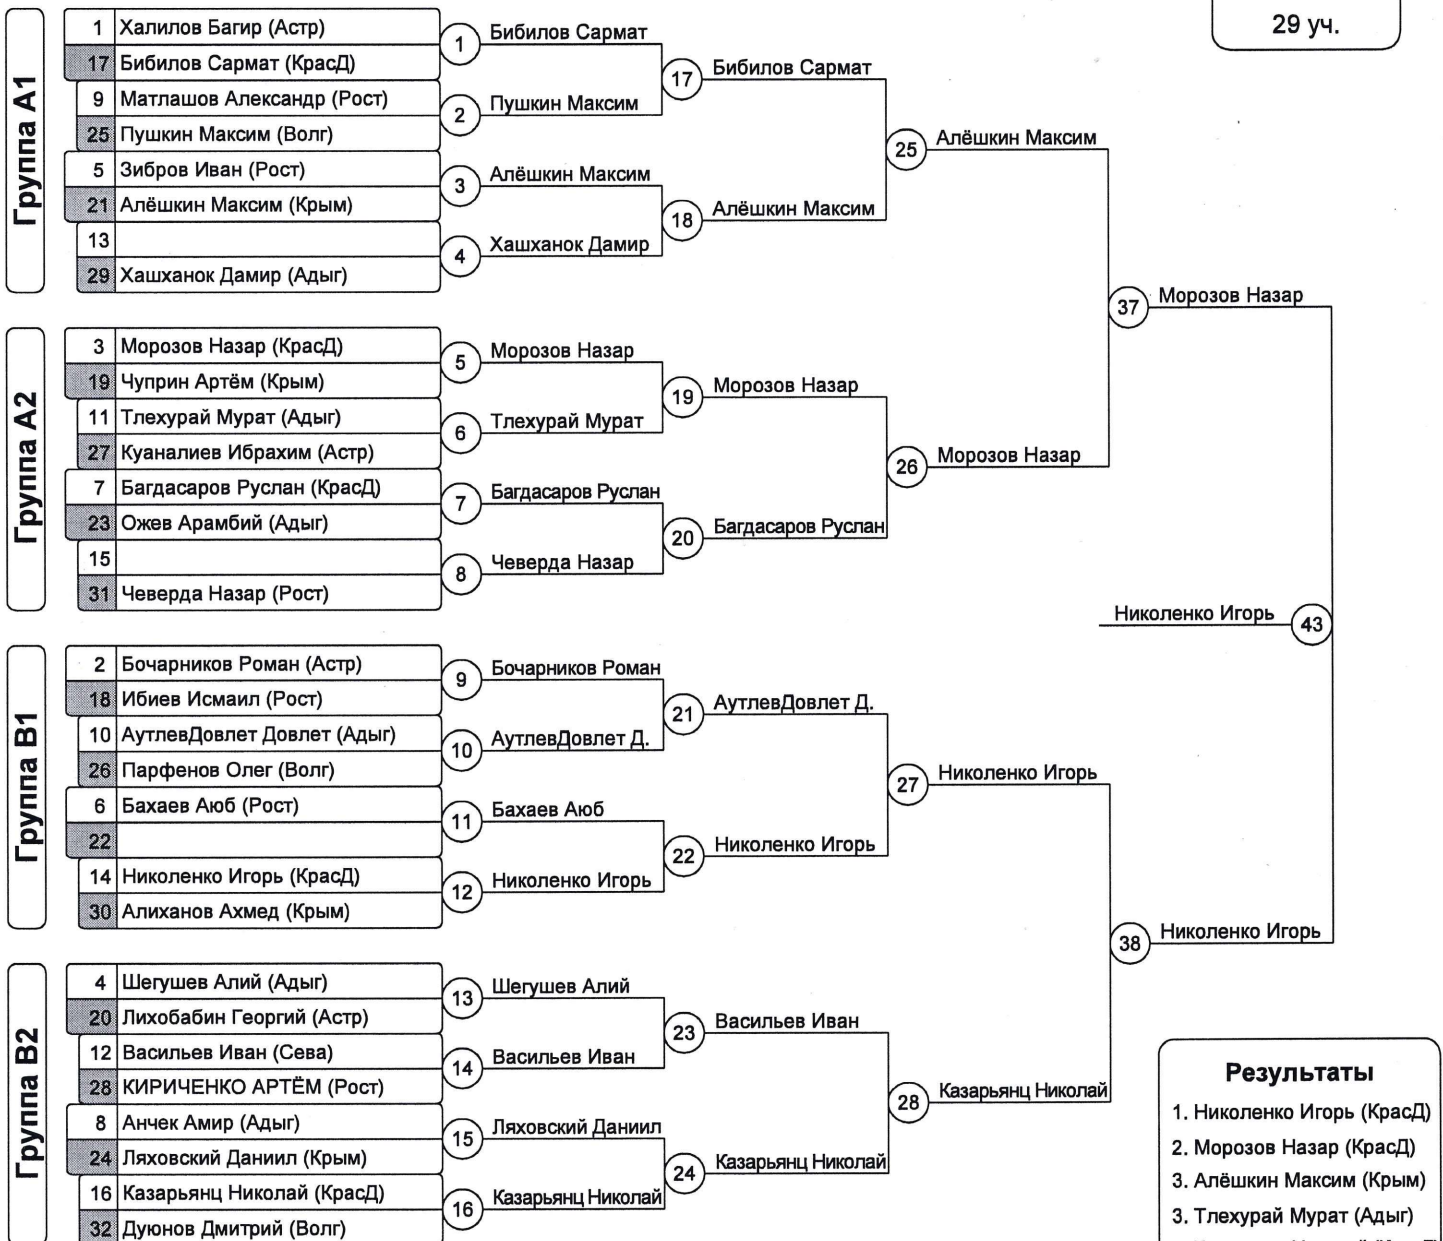 29 уч.
Группа А1
1 Халилов Багир (Астр)
17 Бибилов Сармат (КрасД)
9 Матлашов Александр (Рост)
25 Пушкин Максим (Волг)
5 Зибров Иван (Рост)
21 Алёшкин Максим (Крым)
13
29 Хашханок Дамир (Адыг)
1 Бибилов Сармат
2 Пушкин Максим
3 Алёшкин Максим
4 Хашханок Дамир
17 Бибилов Сармат
18 Алёшкин Максим
25 Алёшкин Максим
Группа А2
3 Морозов Назар (КрасД)
19 Чуприн Артём (Крым)
11 Тлехурай Мурат (Адыг)
27 Куаналиев Ибрахим (Астр)
7 Багдасаров Руслан (КрасД)
23 Ожев Арамбий (Адыг)
15
31 Чеверда Назар (Рост)
5 Морозов Назар
6 Тлехурай Мурат
7 Багдасаров Руслан
8 Чеверда Назар
19 Морозов Назар
20 Багдасаров Руслан
26 Морозов Назар
37 Морозов Назар
Группа В1
2 Бочарников Роман (Астр)
18 Ибиев Исмаил (Рост)
10 АутлевДовлет Довлет (Адыг)
26 Парфенов Олег (Волг)
6 Бахаев Аюб (Рост)
22
14 Николенко Игорь (КрасД)
30 Алиханов Ахмед (Крым)
9 Бочарников Роман
10 АутлевДовлет Д.
11 Бахаев Аюб
12 Николенко Игорь
21 АутлевДовлет Д.
22 Николенко Игорь
27 Николенко Игорь
Группа В2
4 Шегушев Алий (Адыг)
20 Лихобабин Георгий (Астр)
12 Васильев Иван (Сева)
28 КИРИЧЕНКО АРТЁМ (Рост)
8 Анчек Амир (Адыг)
24 Ляховский Даниил (Крым)
16 Казарьянц Николай (КрасД)
32 Дуюнов Дмитрий (Волг)
13 Шегушев Алий
14 Васильев Иван
15 Ляховский Даниил
16 Казарьянц Николай
23 Васильев Иван
24 Казарьянц Николай
28 Казарьянц Николай
38 Николенко Игорь
Николенко Игорь 43
Результаты
1. Николенко Игорь (КрасД)
2. Морозов Назар (КрасД)
3. Алёшкин Максим (Крым)
3. Тлехурай Мурат (Адыг)